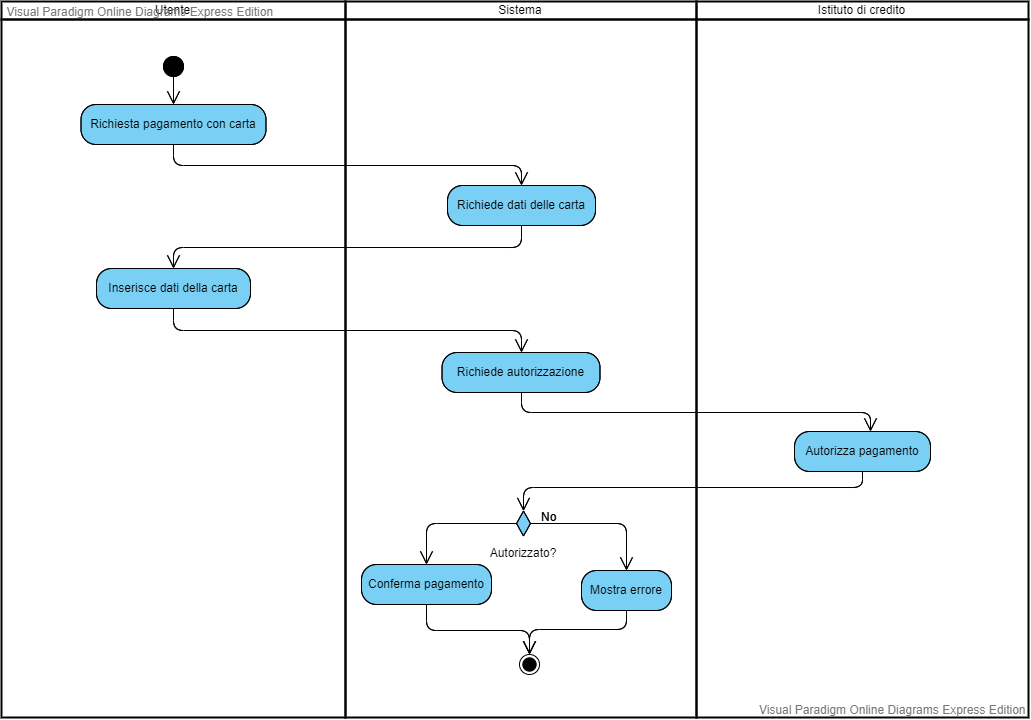 Visual Paradigm Online Diagrams Express Edition
Utente
Sistema
Istituto di credito
Richiesta pagamento con carta
Richiede dati delle carta
Inserisce dati della carta
Richiede autorizzazione
Autorizza pagamento
No
Autorizzato?
Conferma pagamento
Mostra errore
Visual Paradigm Online Diagrams Express Edition